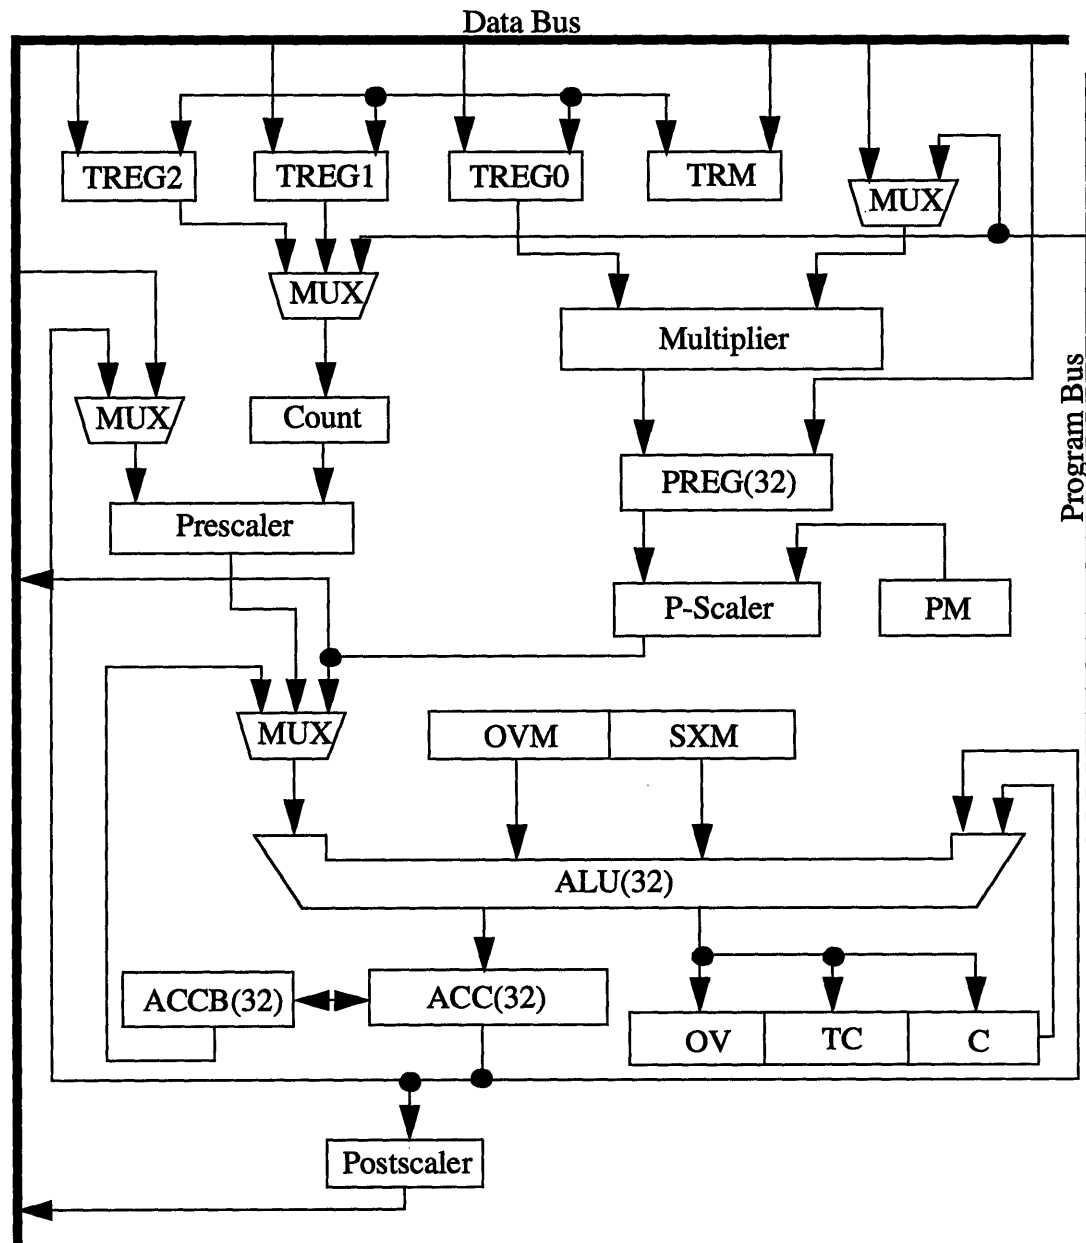 Data Bus
TREG2
TREG1
TREG0
TRM
MUX
MUX
Multiplier
Program Bus
MUX
Count
PREG(32)
Prescaler
P-Scaler
PM
MUX
OVM
SXM
ALU(32)
ACCB(32)
ACC(32)
OV
TC
C
Postscaler